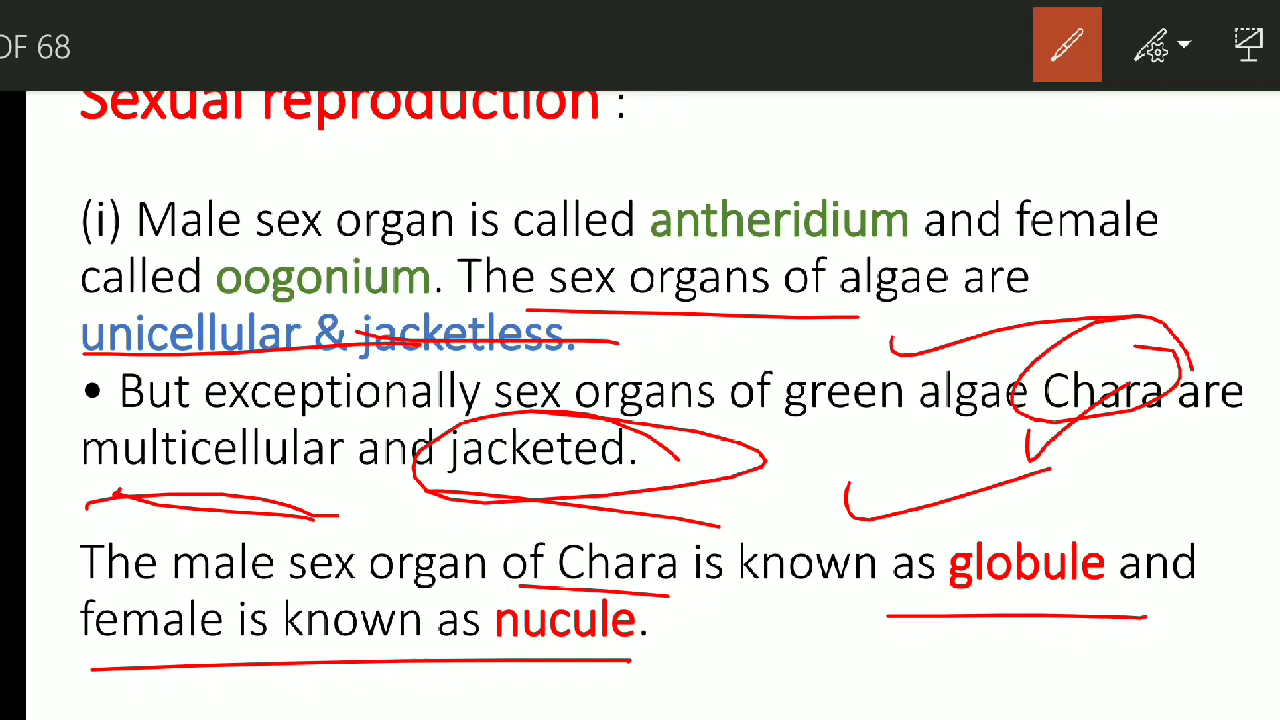 OF 68
Sexual reproduction :
(i) Male sex organ is called antheridium and female
called oogonium. The sex organs of algae are
unicellular & jacketless.
• But exceptionally sex organs of green algae Chara are
multicellular and jacketed.
The male sex organ of Chara is known as globule and
female is known as nucule.